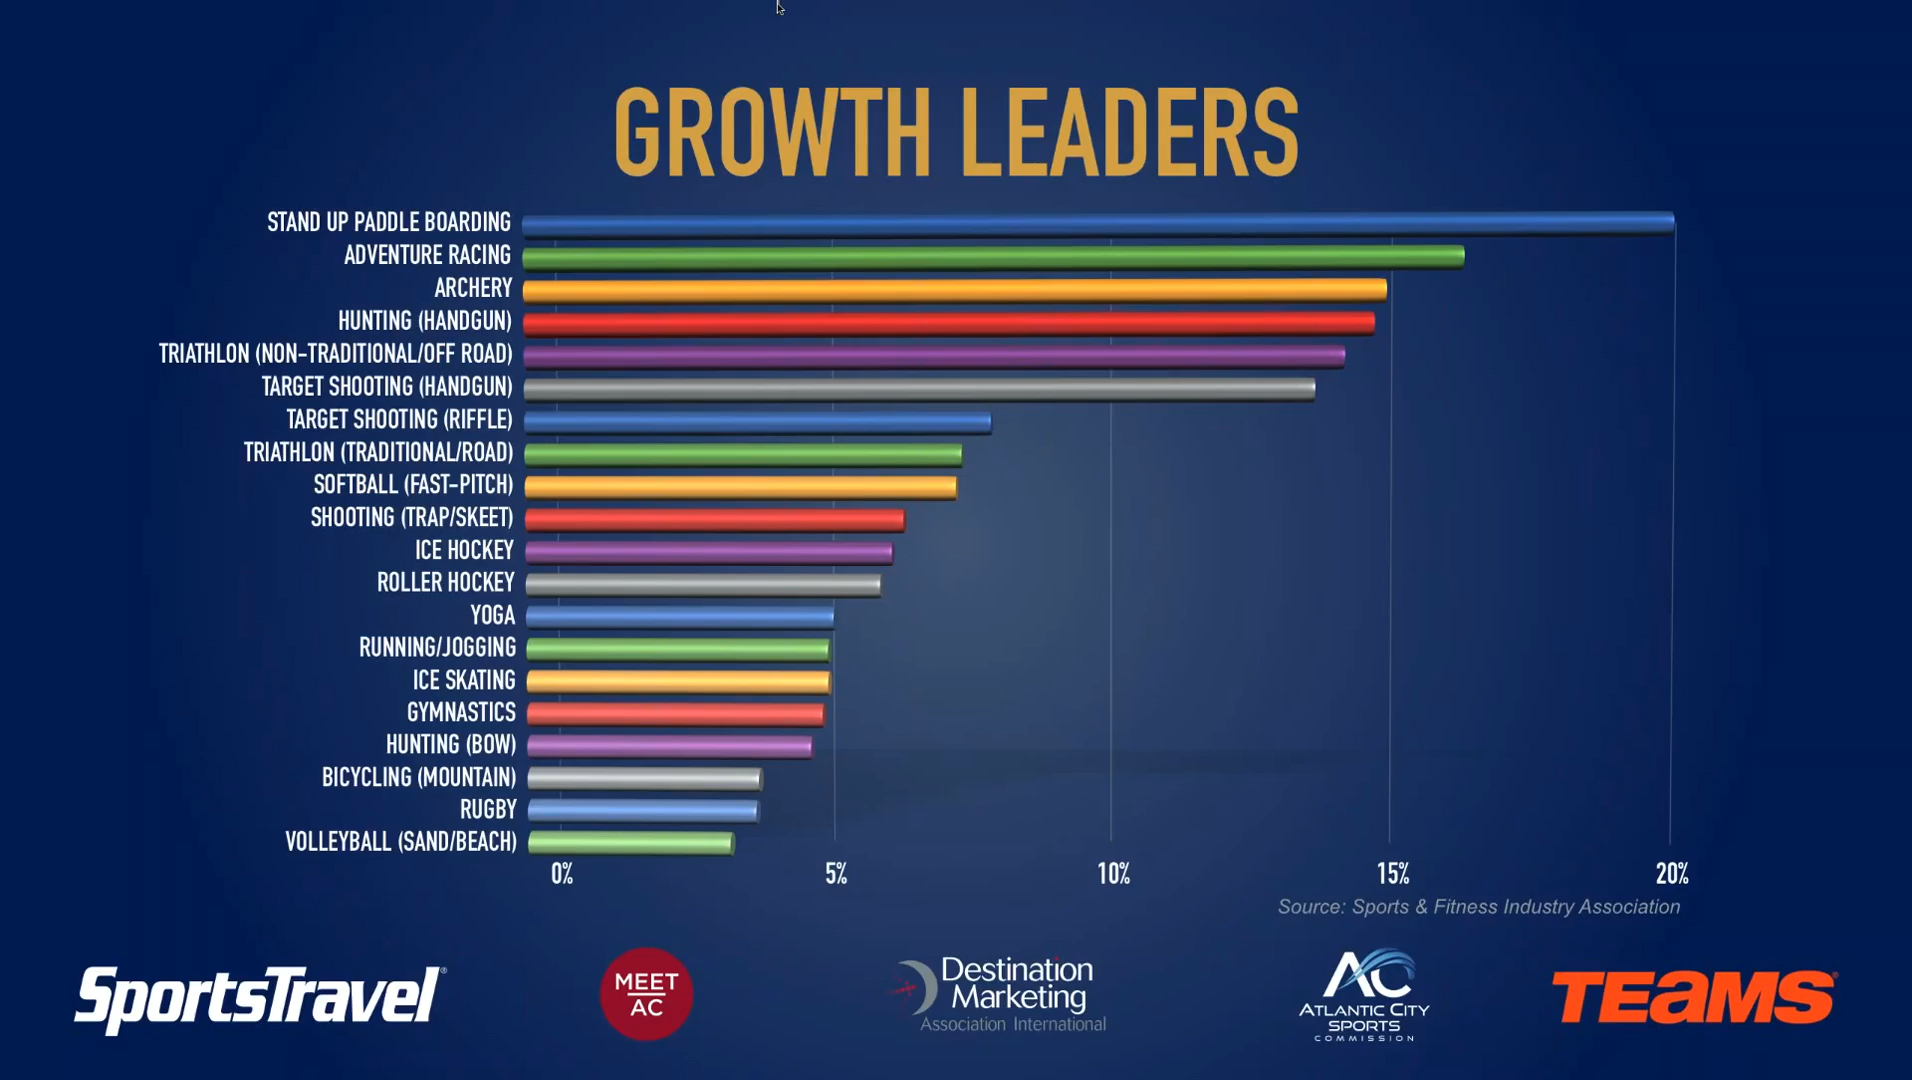 GROWTH LEADERS
STAND UP PADDLE BOARDING
ADVENTURE RACING
ARCHERY
HUNTING (HANDGUN)
TRIATHLON (NON-TRADITIONAL/OFF ROAD)
TARGET SHOOTING (HANDGUN)
TARGET SHOOTING (RIFFLE)
TRIATHLON (TRADITIONAL/ROAD)
SOFTBALL (FAST-PITCH)
SHOOTING (TRAP/SKEET)
ICE HOCKEY
ROLLER HOCKEY
YOGA
RUNNING/JOGGING
ICE SKATING
GYMNASTICS
HUNTING (BOW)
BICYCLING (MOUNTAIN)
RUGBY
VOLLEYBALL (SAND/BEACH)
0% 5% 10% 15% 20%
Source: Sports & Fitness Industry Association
SportsTravel®
MEET
AC
Destination
Marketing
Association International
AC
ATLANTIC CITY
SPORTS
COMMISSION
TEAMS®